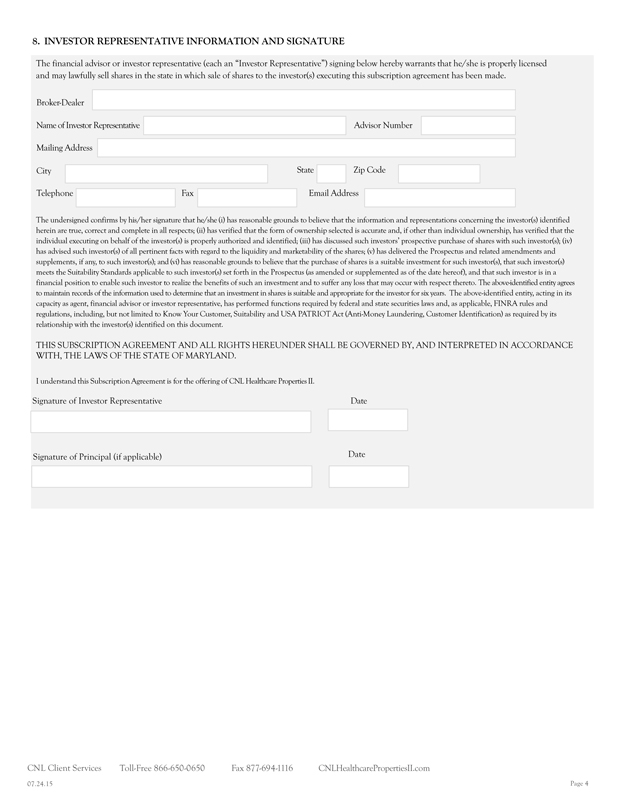 8. INVESTOR REPRESENTATIVE INFORMATION AND SIGNATURE
The financial advisor or investor representative (each an “Investor Representative”) signing below hereby warrants that he/she is properly licensed
and may lawfully sell shares in the state in which sale of shares to the investor(s) executing this subscription agreement has been made.
Broker-Dealer
Name of Investor Representative Advisor Number
Mailing Address
City State Zip Code
Telephone Fax Email Address
The undersigned confirms by his/her signature that he/she (i) has reasonable grounds to believe that the information and representations concerning the investor(s) identified
herein are true, correct and complete in all respects; (ii) has verified that the form of ownership selected is accurate and, if other than individual ownership, has verified that the
individual executing on behalf of the investor(s) is properly authorized and identified; (iii) has discussed such investors’ prospective purchase of shares with such investor(s); (iv)
has advised such investor(s) of all pertinent facts with regard to the liquidity and marketability of the shares; (v) has delivered the Prospectus and related amendments and
supplements, if any, to such investor(s); and (vi) has reasonable grounds to believe that the purchase of shares is a suitable investment for such investor(s), that such investor(s)
meets the Suitability Standards applicable to such investor(s) set forth in the Prospectus (as amended or supplemented as of the date hereof), and that such investor is in a
financial position to enable such investor to realize the benefits of such an investment and to suffer any loss that may occur with respect thereto. The above-identified entity agrees
to maintain records of the information used to determine that an investment in shares is suitable and appropriate for the investor for six years. The above-identified entity, acting in its
capacity as agent, financial advisor or investor representative, has performed functions required by federal and state securities laws and, as applicable, FINRA rules and
regulations, including, but not limited to Know Your Customer, Suitability and USA PATRIOT Act (Anti-Money Laundering, Customer Identification) as required by its
relationship with the investor(s) identified on this document.
THIS SUBSCRIPTION AGREEMENT AND ALL RIGHTS HEREUNDER SHALL BE GOVERNED BY, AND INTERPRETED IN ACCORDANCE
WITH, THE LAWS OF THE STATE OF MARYLAND.
I understand this Subscription Agreement is for the offering of CNL Healthcare Properties II.
Signature of Investor Representative Date
Signature of Principal (if applicable) Date
CNL Client Services Toll-Free 866-650-0650 Fax 877-694-1116 CNLHealthcarePropertiesII.com
07.24.15 Page 4